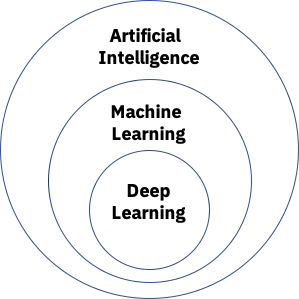 Artificial
Intelligence
Machine
Learning
Deep
Learning